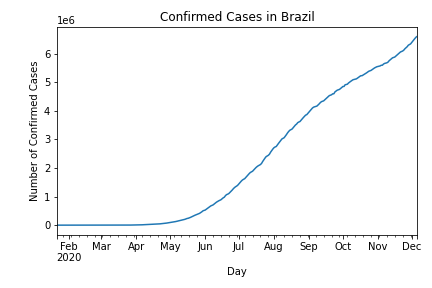 Confirmed Cases in Brazil
1e6
6
5
4
3
2
1
0
Number of Confirmed Cases
Feb Mar Apr May Jun Jul Aug Sep Oct Nov Dec
2020
Day